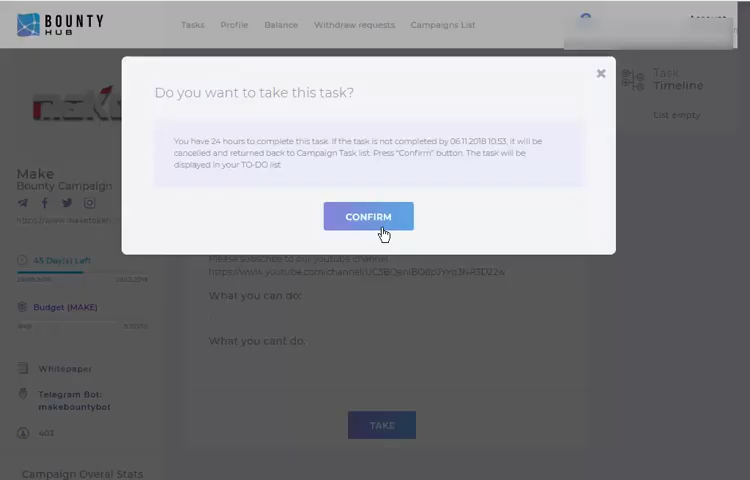 BOUNTY
HUB
Tasks Profile Balance Withdraw requests Campaigns List
Do you want to take this task?
You have 24 hours to complete this task. If the task is not completed by 06.11.2018 10:53, it will be
cancelled and returned back to Campaign Task list. Press "Confirm" button. The task will be
displayed in your TO-DO list
CONFIRM
Task
Timeline
List empty
Make
Bounty Campaign
https://www.maketoken
45 Day(s) Left
Budget (MAKE)
Whitepaper
Telegram Bot:
makebountybot
403
Campaign Overal Stats
Please subscribe to our youtube channel
What you can do:
What you can't do:
TAKE